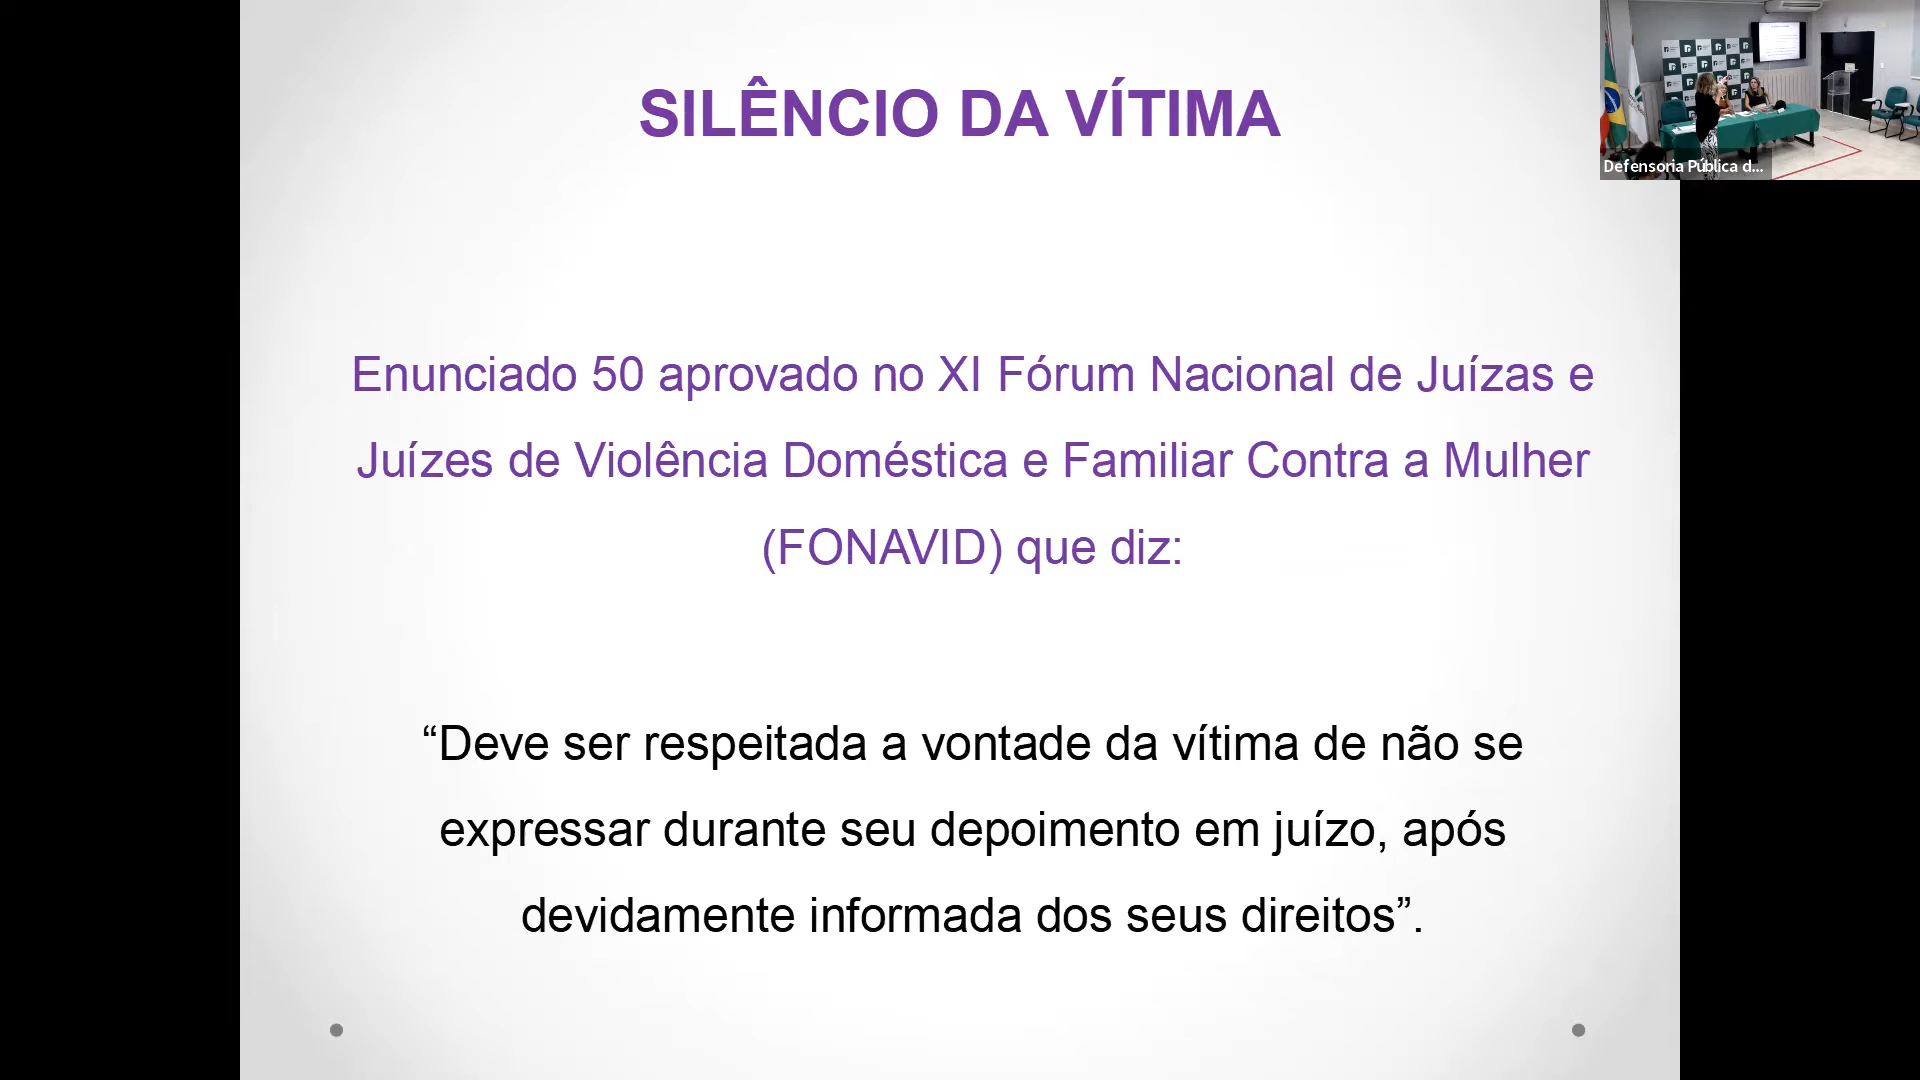 SILÊNCIO DA VÍTIMA
Defensoria Pública d...
Enunciado 50 aprovado no XI Fórum Nacional de Juízas e
Juízes de Violência Doméstica e Familiar Contra a Mulher
(FONAVID) que diz:
“Deve ser respeitada a vontade da vítima de não se
expressar durante seu depoimento em juízo, após
devidamente informada dos seus direitos”.